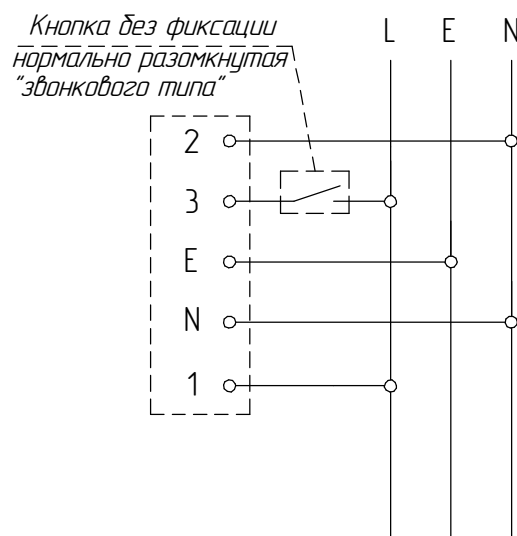 Кнопка без фиксации
нормально разомкнутая
"звонкового типа"
L E N
2
3
E
N
1